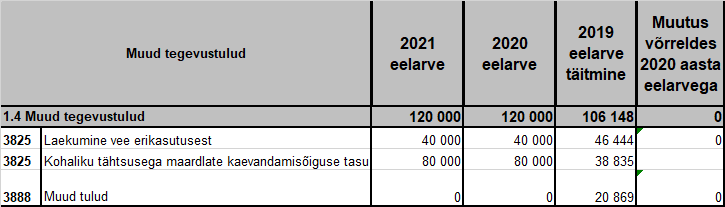 Muud tegevustulud 2021 eelarve 2020 eelarve 2019 eelarve täitmine Muutus võrreldes 2020 aasta eelarvega
1.4 Muud tegevustulud 120 000 120 000 106 148 0
3825 Laekumine vee erikasutusest 40 000 40 000 46 444 0
3825 Kohaliku tähtsusega maardlate kaevandamisõiguse tasu 80 000 80 000 38 835 0
3888 Muud tulud 0 0 20 869 0